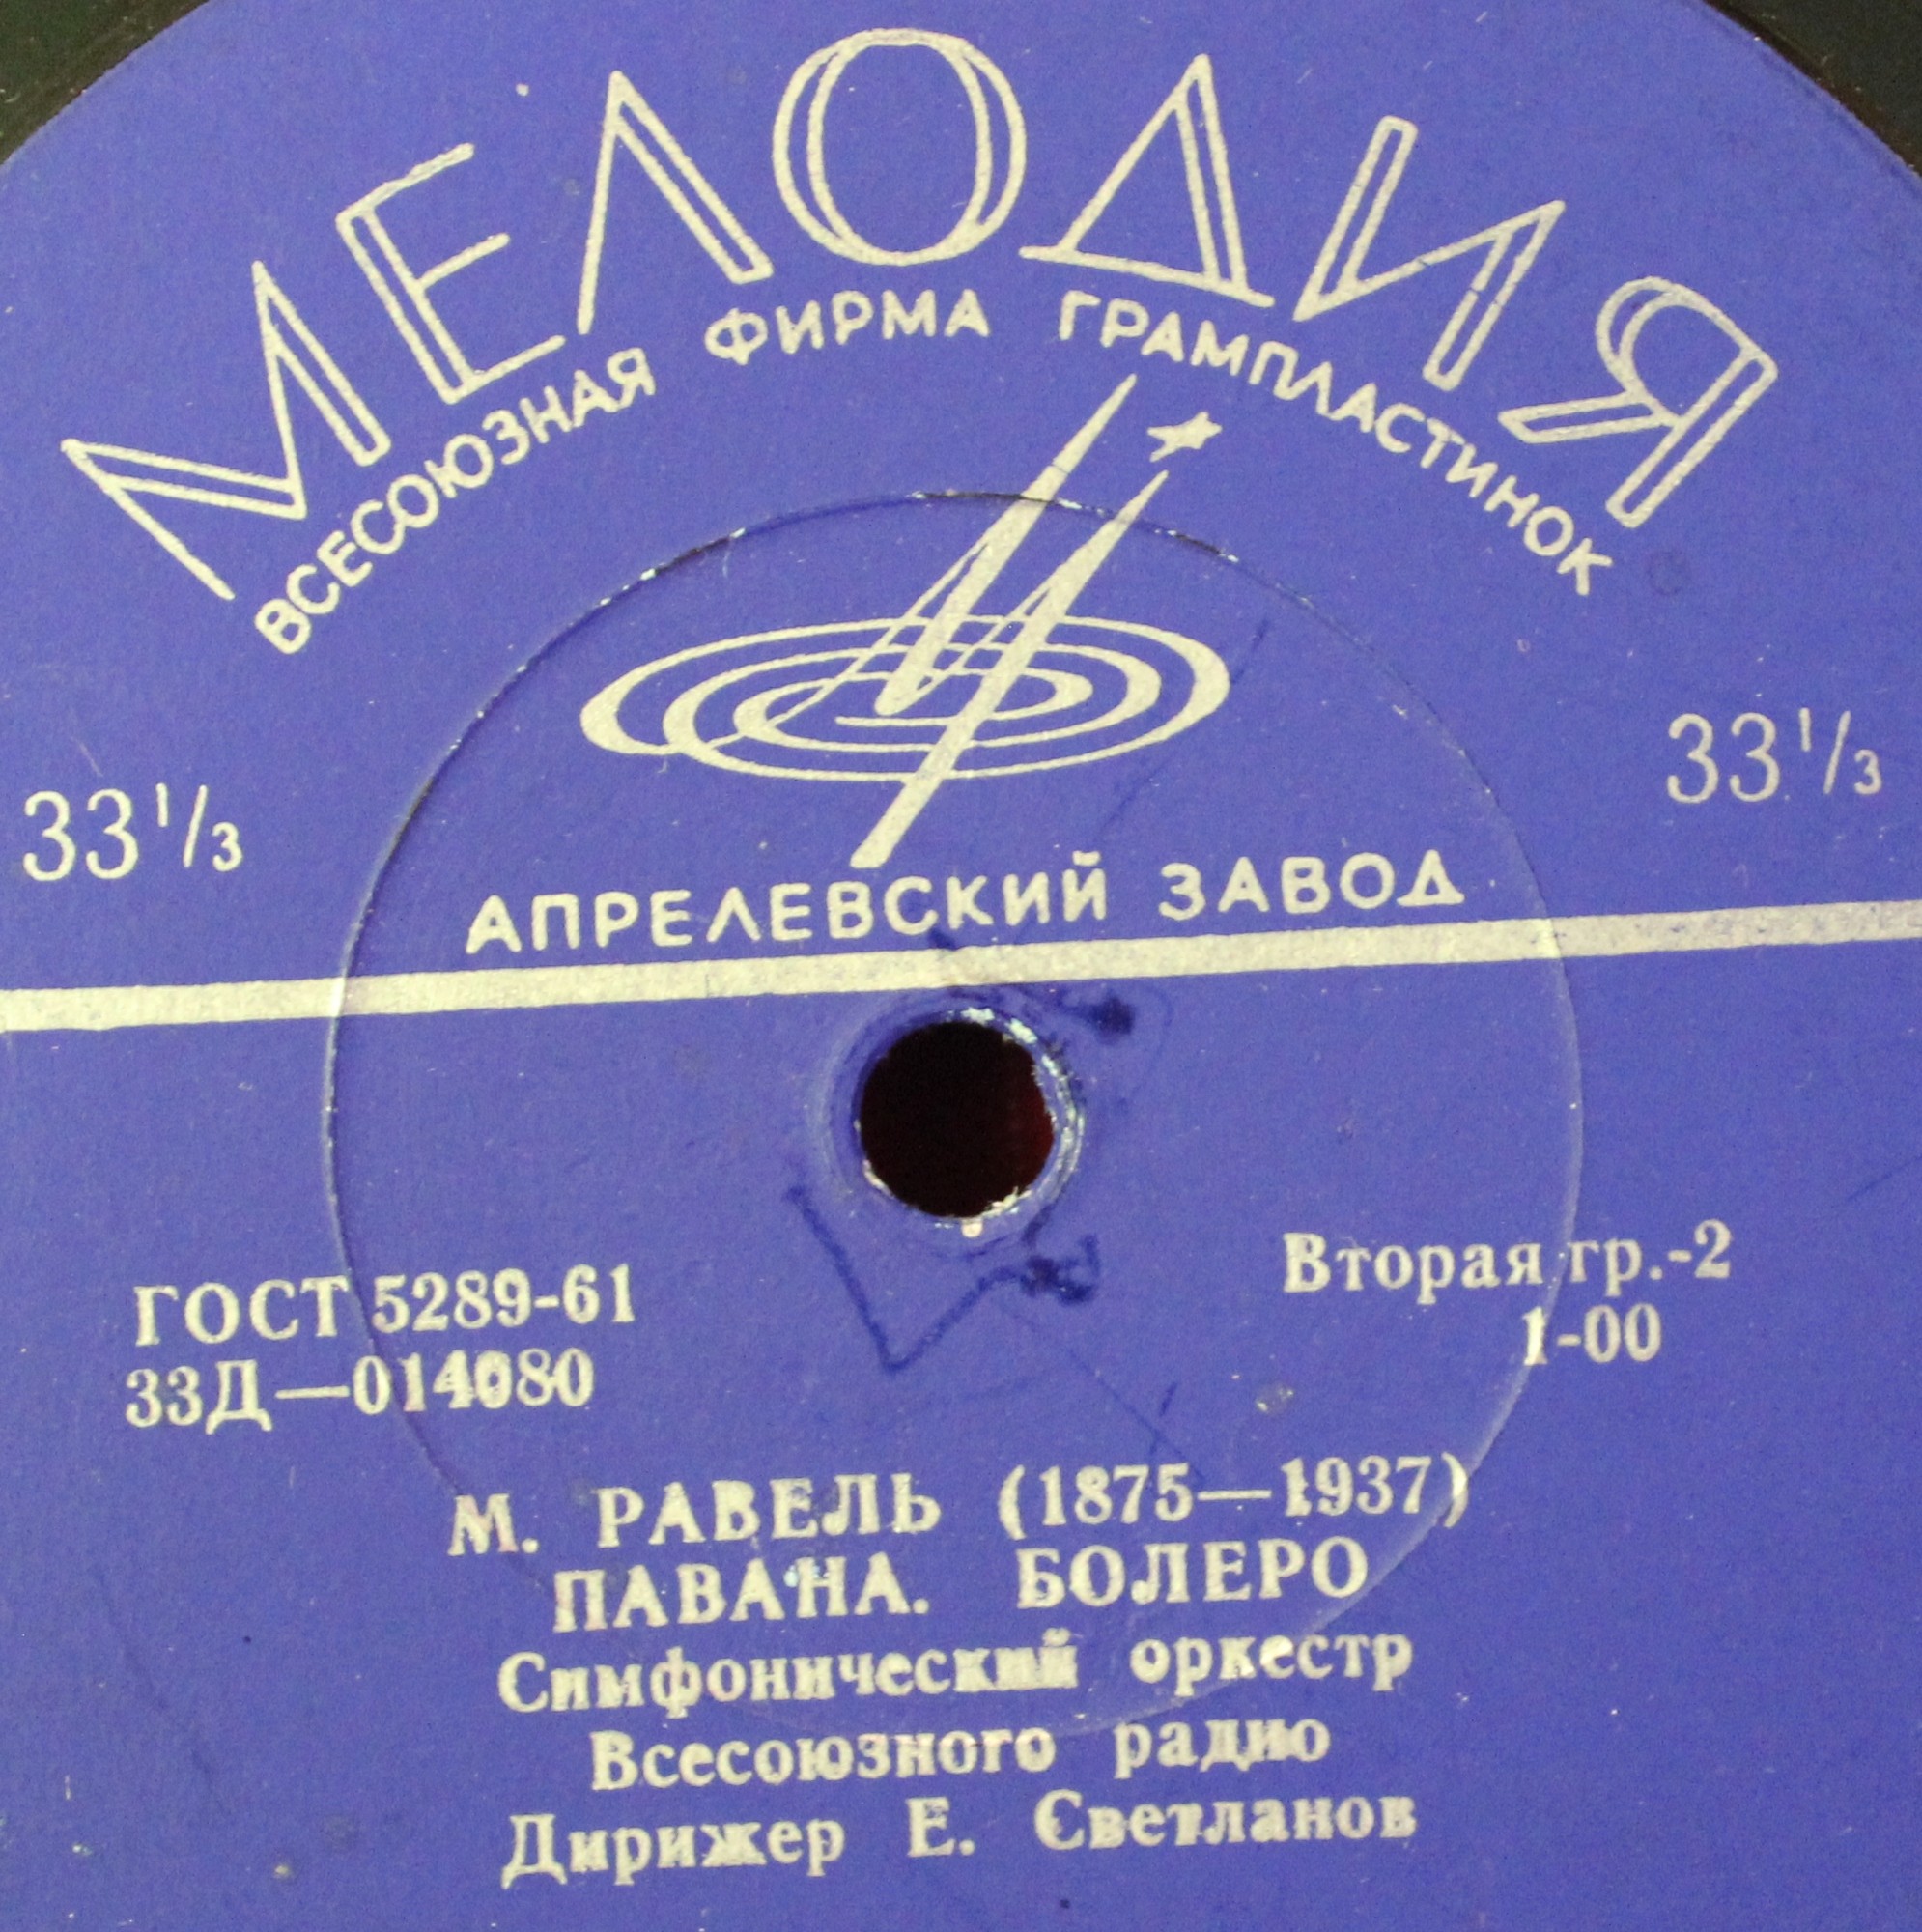 МЕЛОДИЯ
ВСЕСОЮЗНАЯ ФИРМА ГРАМПЛАСТИНОК
33 1/3
33 1/3
АПРЕЛЕВСКИЙ ЗАВОД
ГОСТ 5289-61
Вторая гр.-2
33Д—014080
1-00
М. РАВЕЛЬ (1875—1937)
ПАВАНА. БОЛЕРО
Симфонический оркестр
Всесоюзного радио
Дирижер Е. Светланов